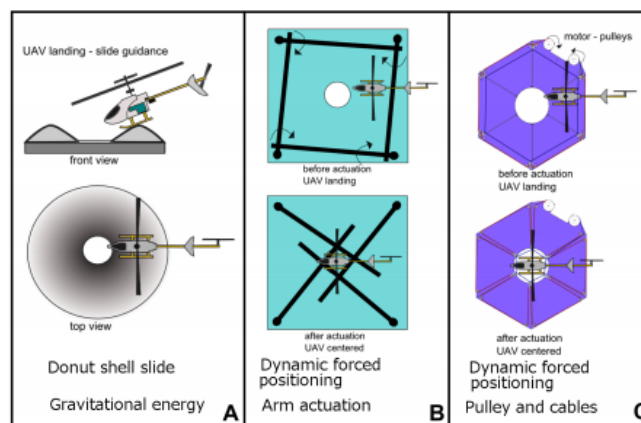 UAV landing - slide guidance
front view
top view
Donut shell slide
Gravitational energy
A
before actuation
UAV landing
after actuation
UAV centered
Dynamic forced
positioning
Arm actuation
B
motor - pulleys
before actuation
UAV landing
after actuation
UAV centered
Dynamic forced
positioning
Pulley and cables
C